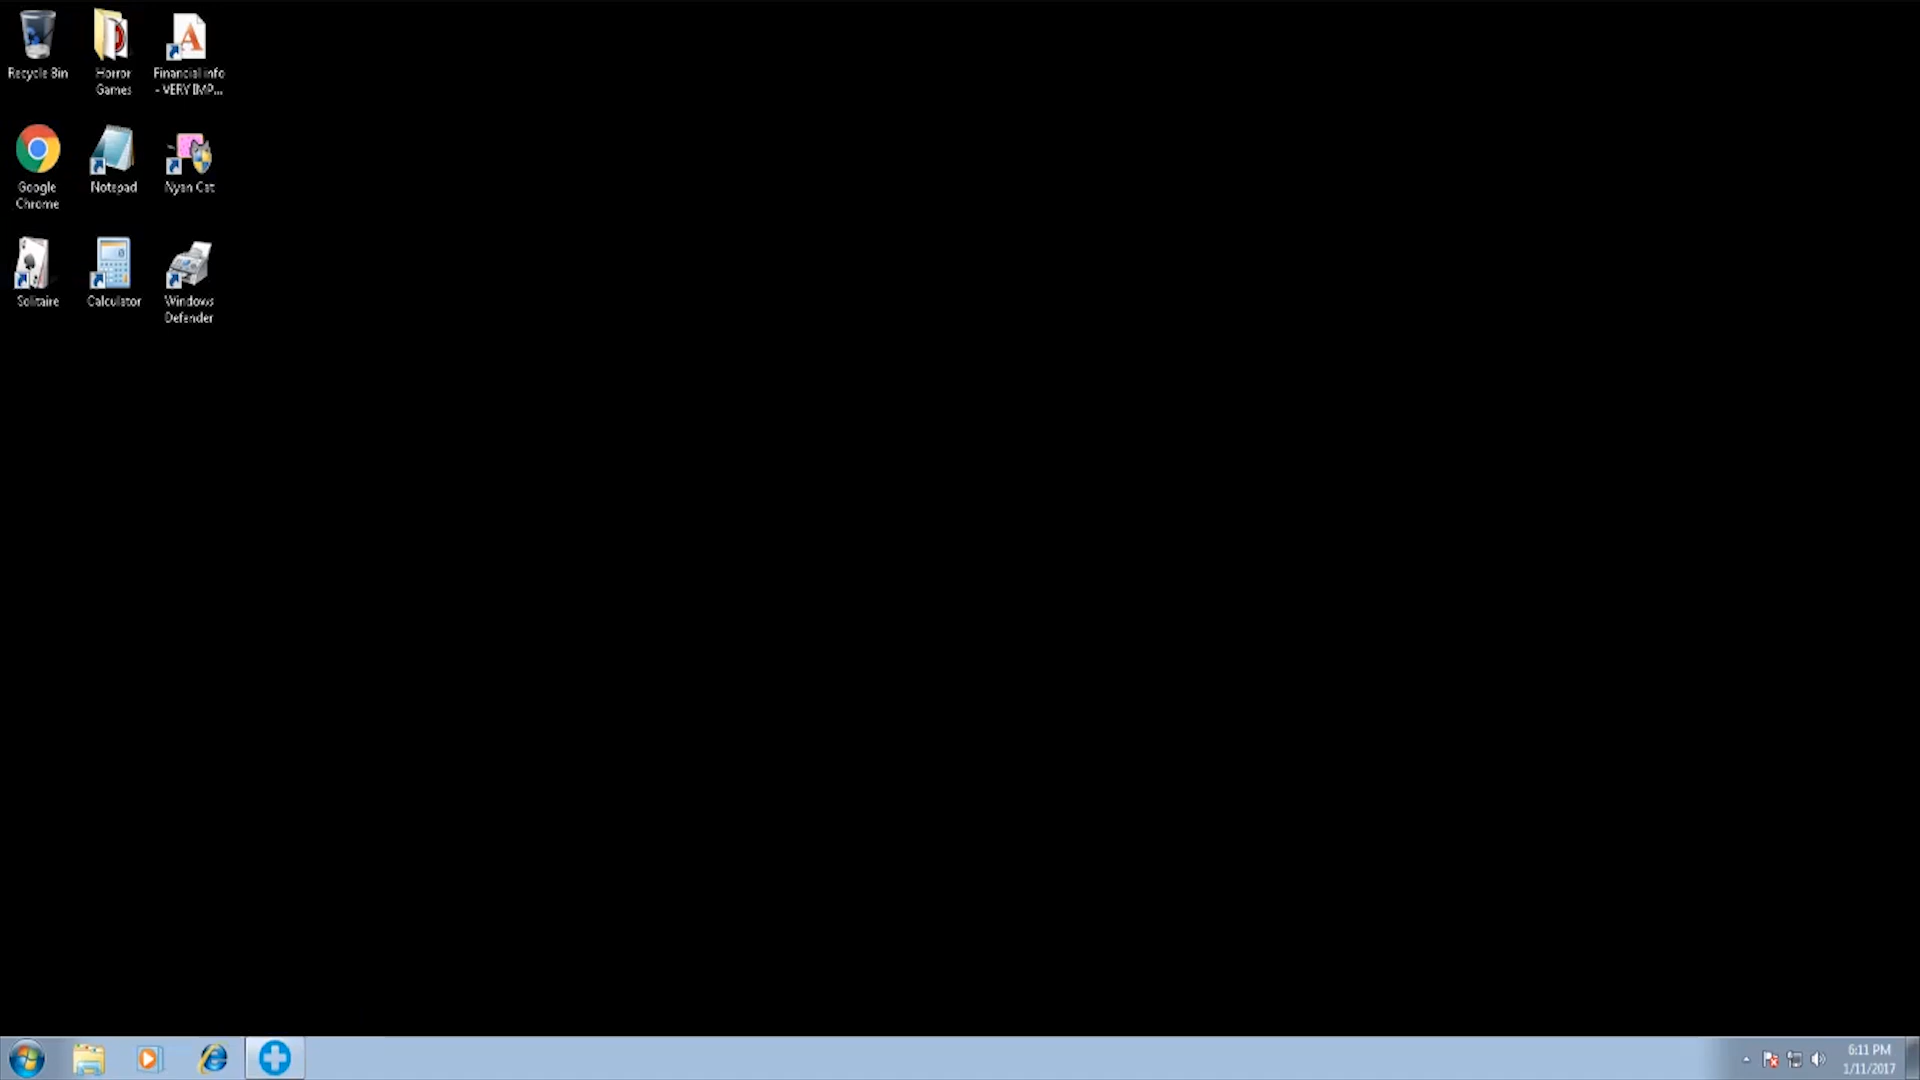 Recycle Bin
Horror
Games
Financial info
- VERY IMP...
Google
Chrome
Notepad
Nyan Cat
Solitaire
Calculator
Windows
Defender
6:11 PM
1/11/2017